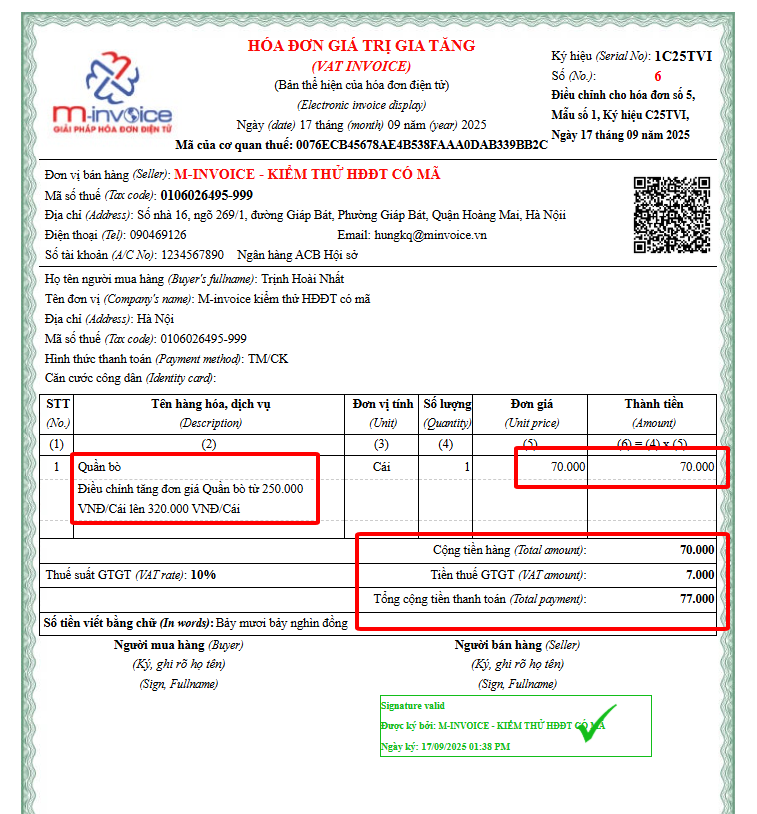 HÓA ĐƠN GIÁ TRỊ GIA TĂNG
(VAT INVOICE)
(Bản thể hiện của hóa đơn điện tử)
(Electronic invoice display)
Ngày (date) 17 tháng (month) 09 năm (year) 2025
Mã của cơ quan thuế: 0076ECB45678AE4B538FAAA0DAB339BB2C
m-invoice
GIẢI PHÁP HÓA ĐƠN ĐIỆN TỬ
Ký hiệu (Serial No): 1C25TVI
Số (No.): 6
Điều chỉnh cho hóa đơn số 5,
Mẫu số 1, Ký hiệu C25TVI,
Ngày 17 tháng 09 năm 2025
Đơn vị bán hàng (Seller): M-INVOICE - KIỂM THỬ HĐĐT CÓ MÃ
Mã số thuế (Tax code): 0106026495-999
Địa chỉ (Address): Số nhà 16, ngõ 269/1, đường Giáp Bát, Phường Giáp Bát, Quận Hoàng Mai, Hà Nộii
Điện thoại (Tel): 090469126 Email: hungkq@minvoice.vn
Số tài khoản (A/C No): 1234567890 Ngân hàng ACB Hội sở
Họ tên người mua hàng (Buyer's fullname): Trịnh Hoài Nhất
Tên đơn vị (Company's name): M-invoice kiểm thử HĐĐT có mã
Địa chỉ (Address): Hà Nội
Mã số thuế (Tax code): 0106026495-999
Hình thức thanh toán (Payment method): TM/CK
Căn cước công dân (Identity card):
STT Tên hàng hóa, dịch vụ Đơn vị tính Số lượng Đơn giá Thành tiền
(No.) (Description) (Unit) (Quantity) (Unit price) (Amount)
(1) (2) (3) (4) (5) (6) = (4) x (5)
1 Quần bò Cái 1 70.000 70.000
Điều chỉnh tăng đơn giá Quần bò từ 250.000
VNĐ/Cái lên 320.000 VNĐ/Cái
Cộng tiền hàng (Total amount): 70.000
Thuế suất GTGT (VAT rate): 10% Tiền thuế GTGT (VAT amount): 7.000
Tổng cộng tiền thanh toán (Total payment): 77.000
Số tiền viết bằng chữ (In words): Bảy mươi bảy nghìn đồng
Người mua hàng (Buyer) Người bán hàng (Seller)
(Ký, ghi rõ họ tên) (Ký, ghi rõ họ tên)
(Sign, Fullname) (Sign, Fullname)
Signature valid
Được ký bởi: M-INVOICE - KIỂM THỬ HĐĐT CÓ MÃ
Ngày ký: 17/09/2025 01:38 PM